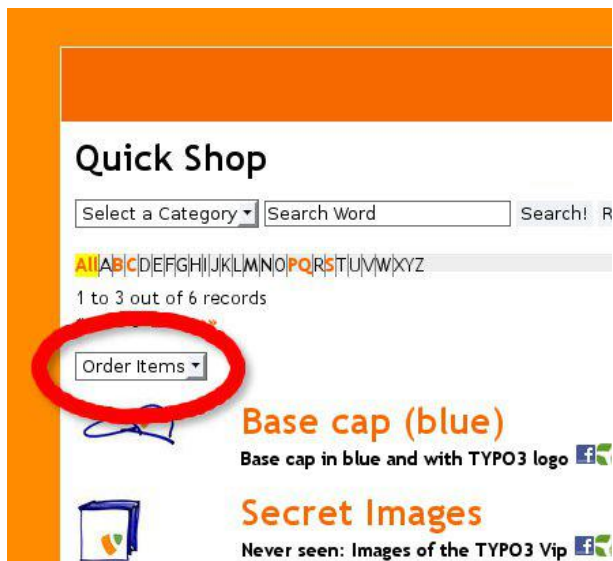 Quick Shop
Select a Category Search Word Search! R
All|A|B|C|D|E|F|G|H|I|J|K|L|M|N|O|P|Q|R|S|T|U|V|W|X|Y|Z
1 to 3 out of 6 records
Order Items
Base cap (blue)
Base cap in blue and with TYPO3 logo
Secret Images
Never seen: Images of the TYPO3 Vip